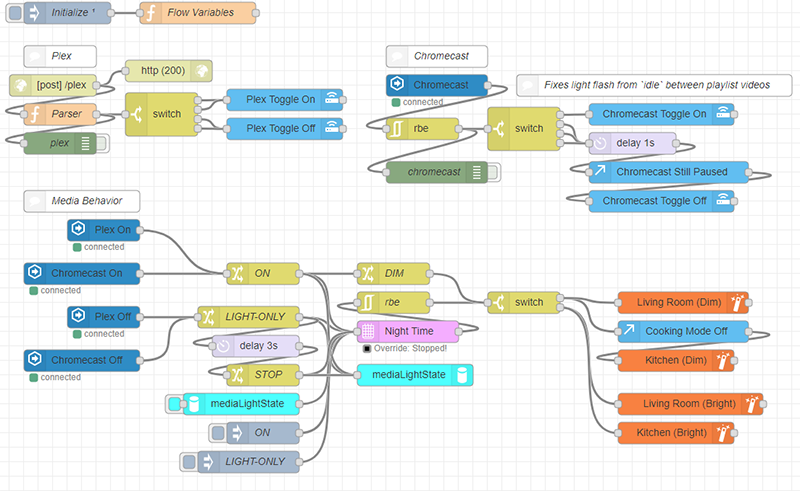 Initialize ¹
Flow Variables
Plex
[post] /plex
http (200)
Parser
switch
Plex Toggle On
Plex Toggle Off
plex
Chromecast
Chromecast
connected
Fixes light flash from `idle` between playlist videos
rbe
switch
Chromecast Toggle On
delay 1s
chromecast
Chromecast Still Paused
Chromecast Toggle Off
Media Behavior
Plex On
connected
Chromecast On
connected
ON
DIM
Plex Off
connected
LIGHT-ONLY
rbe
switch
Living Room (Dim)
delay 3s
Night Time
Override: Stopped!
Cooking Mode Off
Chromecast Off
connected
STOP
mediaLightState
Kitchen (Dim)
mediaLightState
Living Room (Bright)
ON
Kitchen (Bright)
LIGHT-ONLY